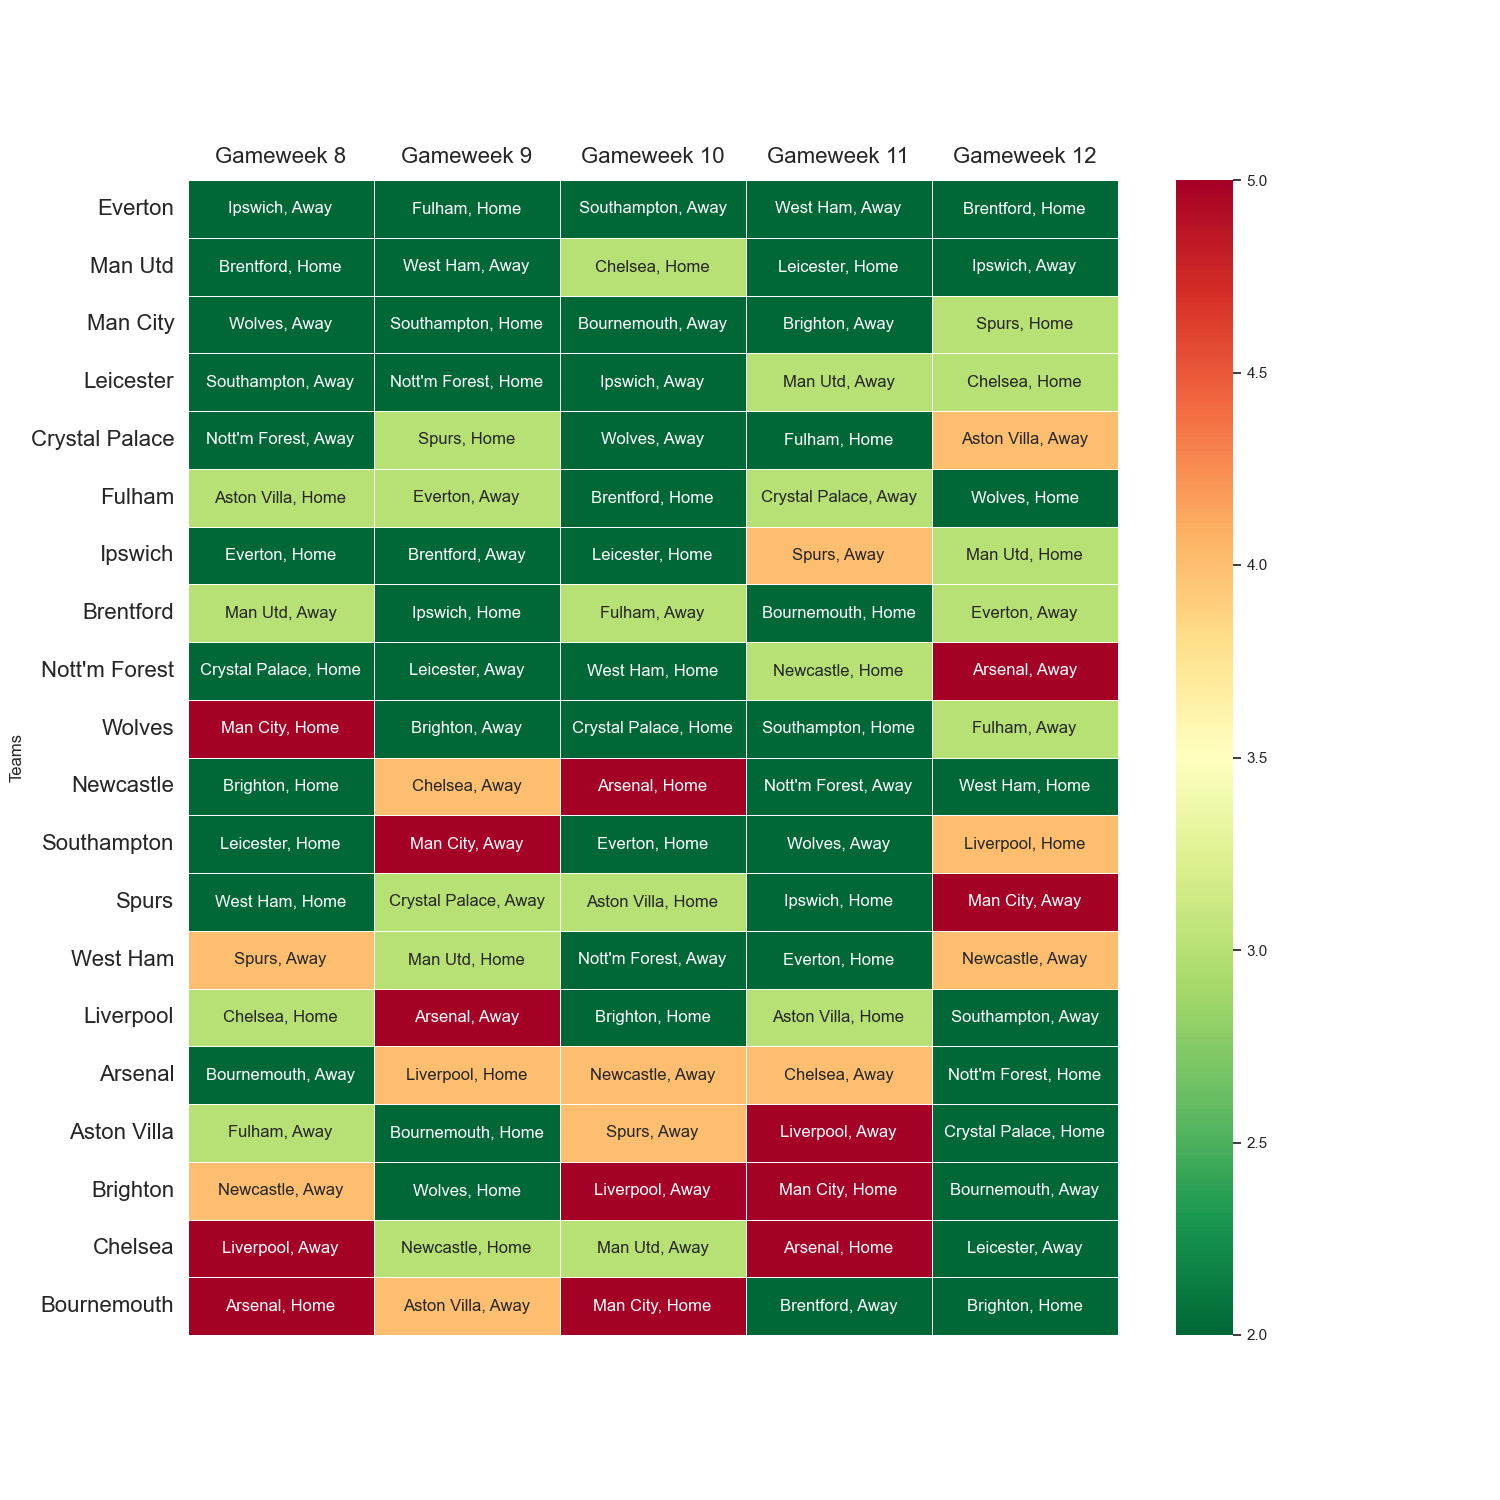 Gameweek 8 Gameweek 9 Gameweek 10 Gameweek 11 Gameweek 12
Everton Ipswich, Away Fulham, Home Southampton, Away West Ham, Away Brentford, Home
Man Utd Brentford, Home West Ham, Away Chelsea, Home Leicester, Home Ipswich, Away
Man City Wolves, Away Southampton, Home Bournemouth, Away Brighton, Away Spurs, Home
Leicester Southampton, Away Nott'm Forest, Home Ipswich, Away Man Utd, Away Chelsea, Home
Crystal Palace Nott'm Forest, Away Spurs, Home Wolves, Away Fulham, Home Aston Villa, Away
Fulham Aston Villa, Home Everton, Away Brentford, Home Crystal Palace, Away Wolves, Home
Ipswich Everton, Home Brentford, Away Leicester, Home Spurs, Away Man Utd, Home
Brentford Man Utd, Away Ipswich, Home Fulham, Away Bournemouth, Home Everton, Away
Nott'm Forest Crystal Palace, Home Leicester, Away West Ham, Home Newcastle, Home Arsenal, Away
Wolves Man City, Home Brighton, Away Crystal Palace, Home Southampton, Home Fulham, Away
Newcastle Brighton, Home Chelsea, Away Arsenal, Home Nott'm Forest, Away West Ham, Home
Southampton Leicester, Home Man City, Away Everton, Home Wolves, Away Liverpool, Home
Spurs West Ham, Home Crystal Palace, Away Aston Villa, Home Ipswich, Home Man City, Away
West Ham Spurs, Away Man Utd, Home Nott'm Forest, Away Everton, Home Newcastle, Away
Liverpool Chelsea, Home Arsenal, Away Brighton, Home Aston Villa, Home Southampton, Away
Arsenal Bournemouth, Away Liverpool, Home Newcastle, Away Chelsea, Away Nott'm Forest, Home
Aston Villa Fulham, Away Bournemouth, Home Spurs, Away Liverpool, Away Crystal Palace, Home
Brighton Newcastle, Away Wolves, Home Liverpool, Away Man City, Home Bournemouth, Away
Chelsea Liverpool, Away Newcastle, Home Man Utd, Away Arsenal, Home Leicester, Away
Bournemouth Arsenal, Home Aston Villa, Away Man City, Home Brentford, Away Brighton, Home
Teams
5.0
4.5
4.0
3.5
3.0
2.5
2.0